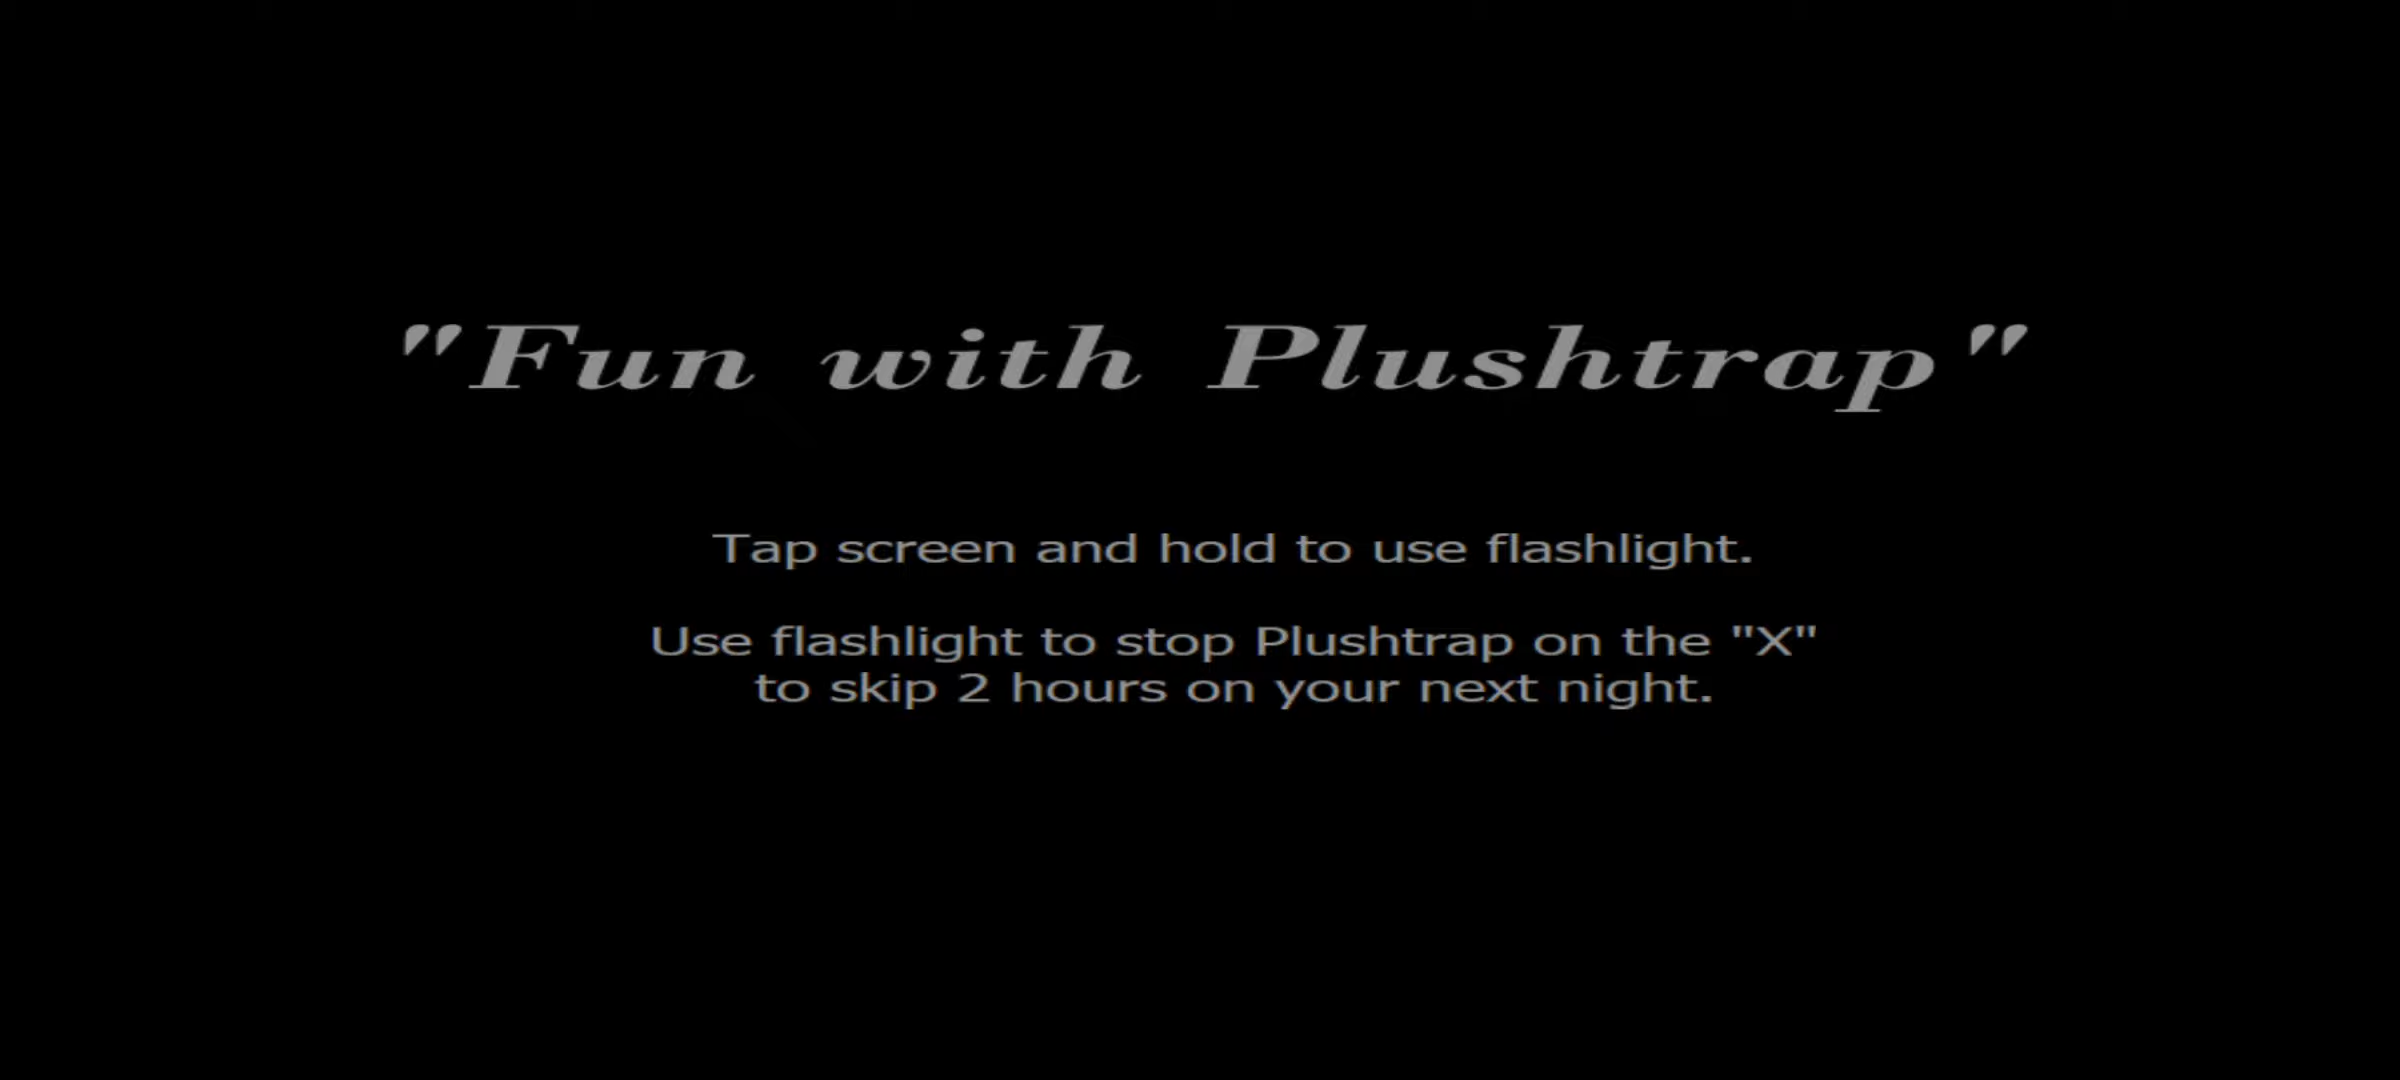 "Fun with Plushtrap"
Tap screen and hold to use flashlight.
Use flashlight to stop Plushtrap on the "X"
to skip 2 hours on your next night.